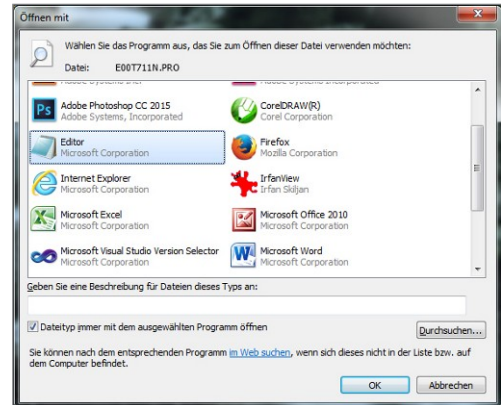 Öffnen mit
Wählen Sie das Programm aus, das Sie zum Öffnen dieser Datei verwenden möchten:
Datei: E00T711N.PRO
Adobe Photoshop CC 2015
Adobe Systems, Incorporated
CorelDRAW(R)
Corel Corporation
Editor
Microsoft Corporation
Firefox
Mozilla Corporation
Internet Explorer
Microsoft Corporation
IrfanView
Irfan Skiljan
Microsoft Excel
Microsoft Corporation
Microsoft Office 2010
Microsoft Corporation
Microsoft Visual Studio Version Selector
Microsoft Corporation
Microsoft Word
Microsoft Corporation
Geben Sie eine Beschreibung für Dateien dieses Typs an:
Dateityp immer mit dem ausgewählten Programm öffnen
Durchsuchen...
Sie können nach dem entsprechenden Programm im Web suchen, wenn sich dieses nicht in der Liste bzw. auf
dem Computer befindet.
OK Abbrechen